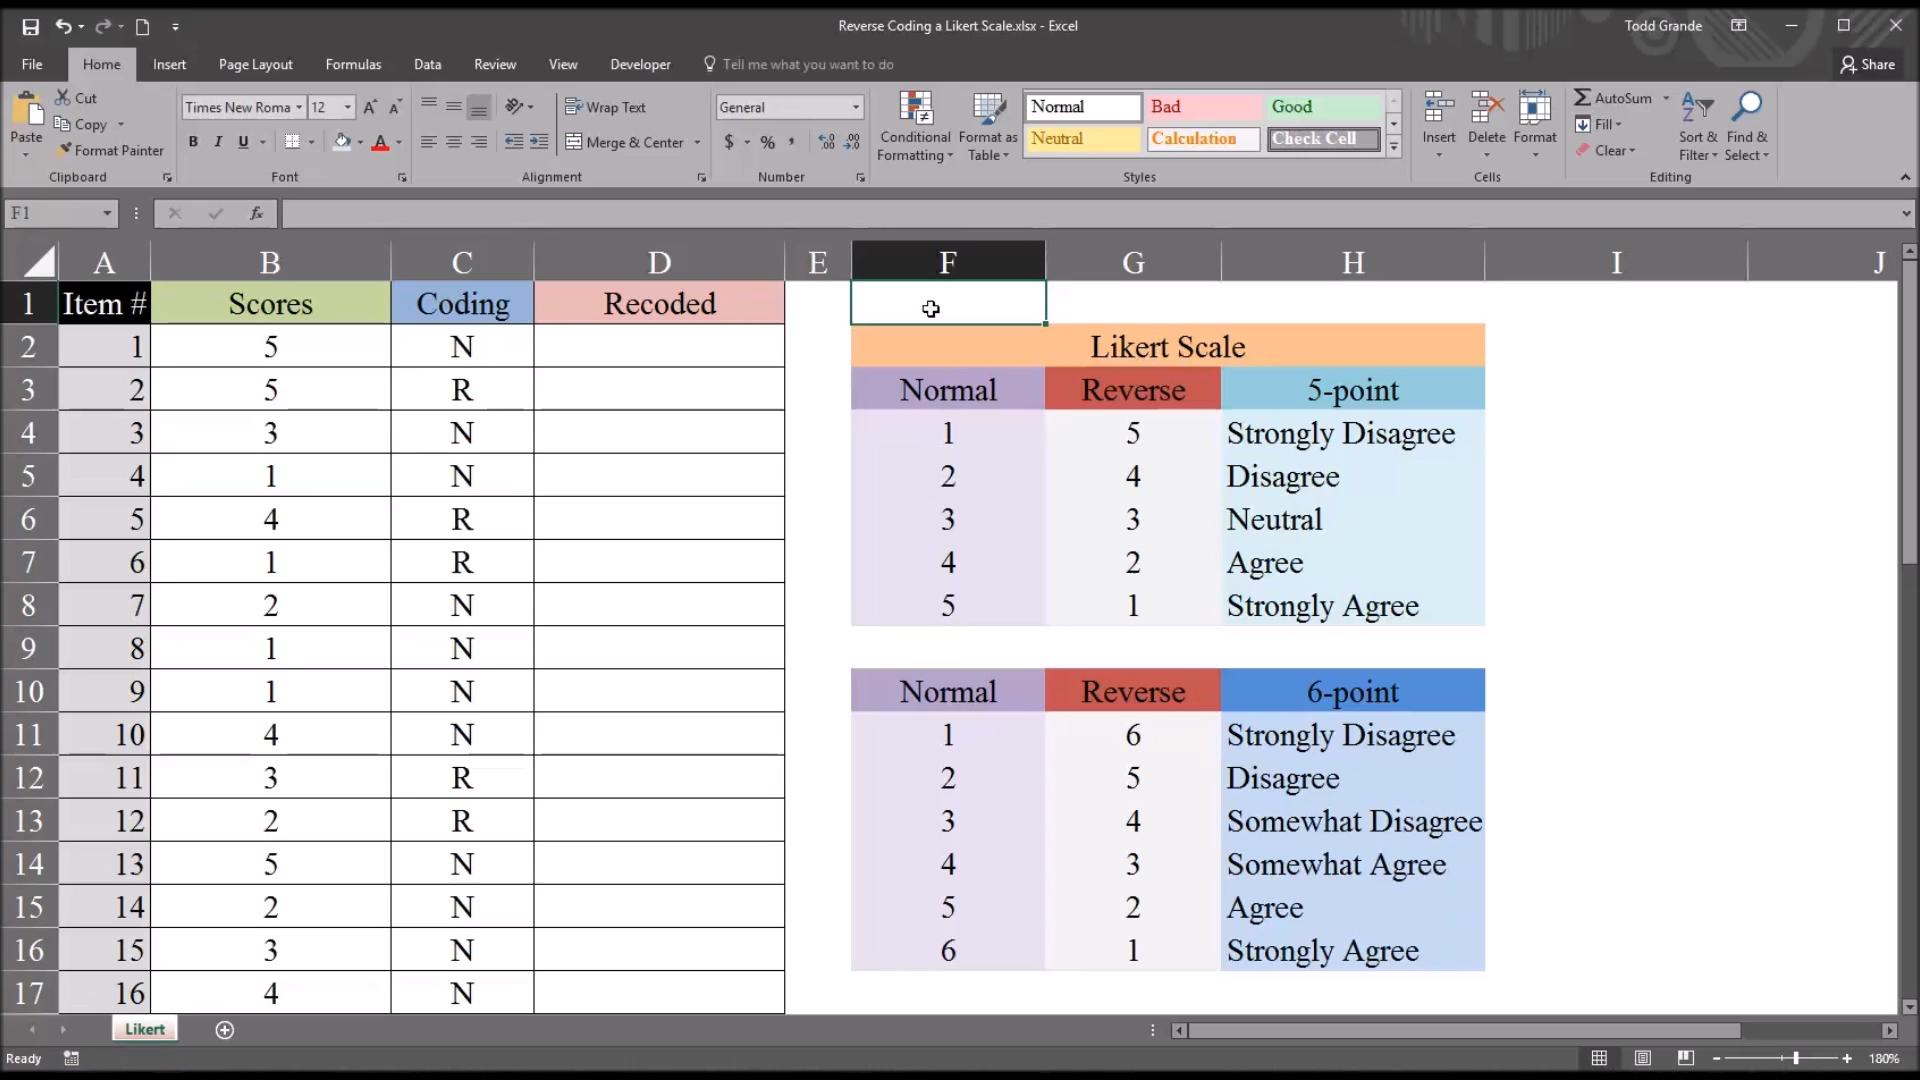 Reverse Coding a Likert Scale.xlsx - Excel
Todd Grande
File Home Insert Page Layout Formulas Data Review View Developer Tell me what you want to do Share
Paste Cut Copy Format Painter
Times New Roma 12
B I U A
Wrap Text
Merge & Center
General
$ % ,
Conditional Formatting
Format as Table
Normal Bad Good
Neutral Calculation Check Cell
Insert Delete Format
AutoSum
Fill
Clear
Sort & Filter
Find & Select
Clipboard Font Alignment Number Styles Cells Editing
F1 fx
A B C D E F G H I J
1 Item # Scores Coding Recoded
2 1 5 N Likert Scale
3 2 5 R Normal Reverse 5-point
4 3 3 N 1 5 Strongly Disagree
5 4 1 N 2 4 Disagree
6 5 4 R 3 3 Neutral
7 6 1 R 4 2 Agree
8 7 2 N 5 1 Strongly Agree
9 8 1 N
10 9 1 N Normal Reverse 6-point
11 10 4 N 1 6 Strongly Disagree
12 11 3 R 2 5 Disagree
13 12 2 R 3 4 Somewhat Disagree
14 13 5 N 4 3 Somewhat Agree
15 14 2 N 5 2 Agree
16 15 3 N 6 1 Strongly Agree
17 16 4 N
Likert
Ready 180%